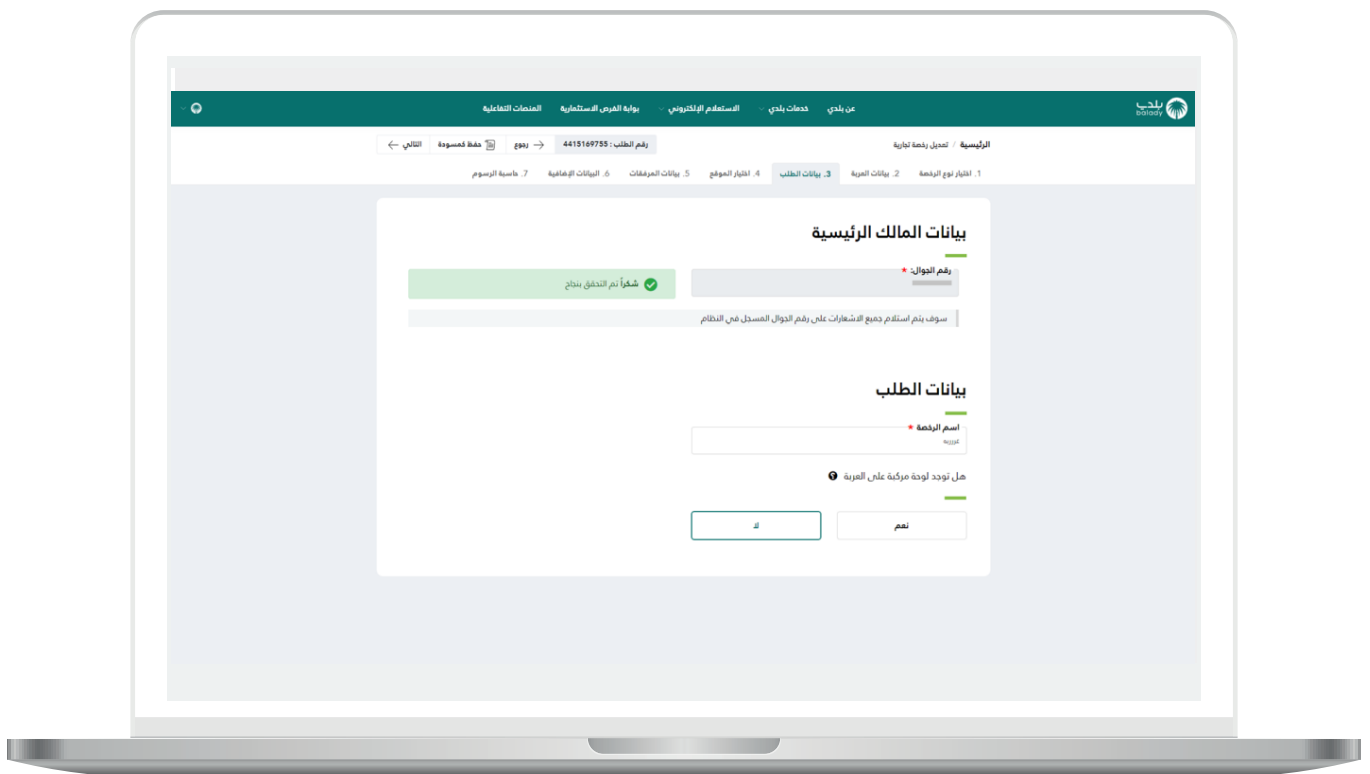 بلدي
balady
عن بلدي
خدمات بلدي
الاستعلام الإلكتروني
بوابة الفرص الاستثمارية
المنصات التفاعلية
الرئيسية / تعديل رخصة تجارية
رقم الطلب : 4415169755
رجوع
حفظ كمسودة
التالي
1. اختيار نوع الرخصة
2. بيانات العربة
3. بيانات الطلب
4. اختيار الموقع
5. بيانات المرفقات
6. البيانات الإضافية
7. حاسبة الرسوم
بيانات المالك الرئيسية
رقم الجوال: *
شكراً تم التحقق بنجاح
سوف يتم استلام جميع الاشعارات على رقم الجوال المسجل في النظام
بيانات الطلب
اسم الرخصة *
هل توجد لوحة مركبة على العربة
نعم
لا